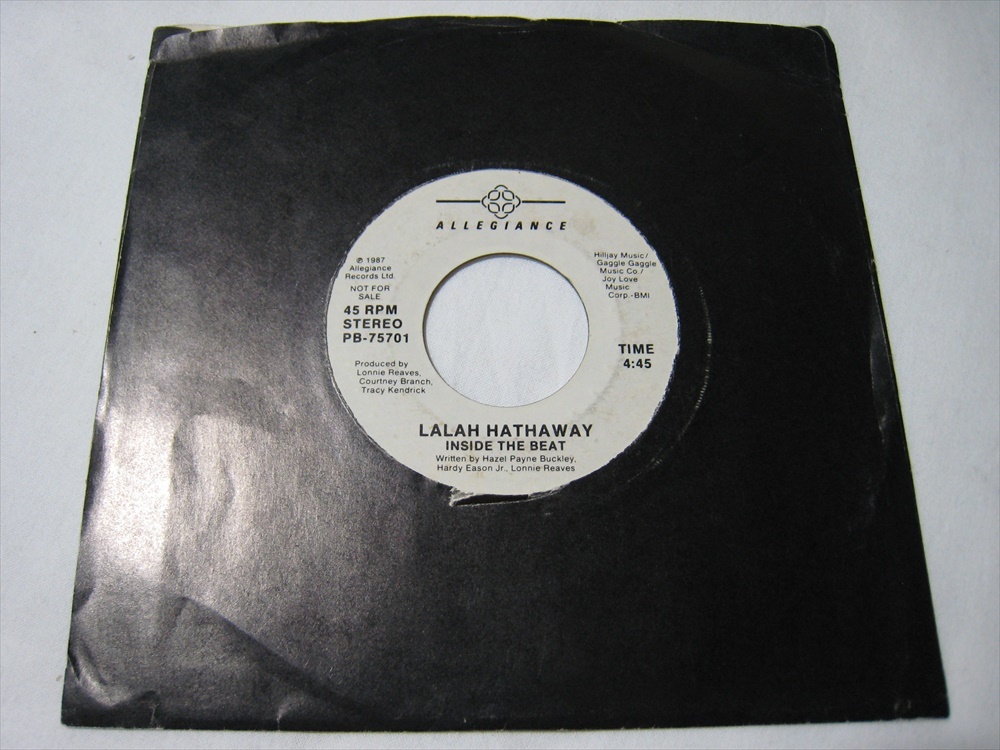 ALLEGIANCE
℗ 1987
Allegiance
Records Ltd.
NOT FOR
SALE
45 RPM
STEREO
PB-75701
Produced by
Lonnie Reaves,
Courtney Branch,
Tracy Kendrick
Hilljay Music/
Gaggle Gaggle
Music Co./
Joy Love
Music
Corp.-BMI
TIME
4:45
LALAH HATHAWAY
INSIDE THE BEAT
Written by Hazel Payne Buckley,
Hardy Eason Jr., Lonnie Reaves